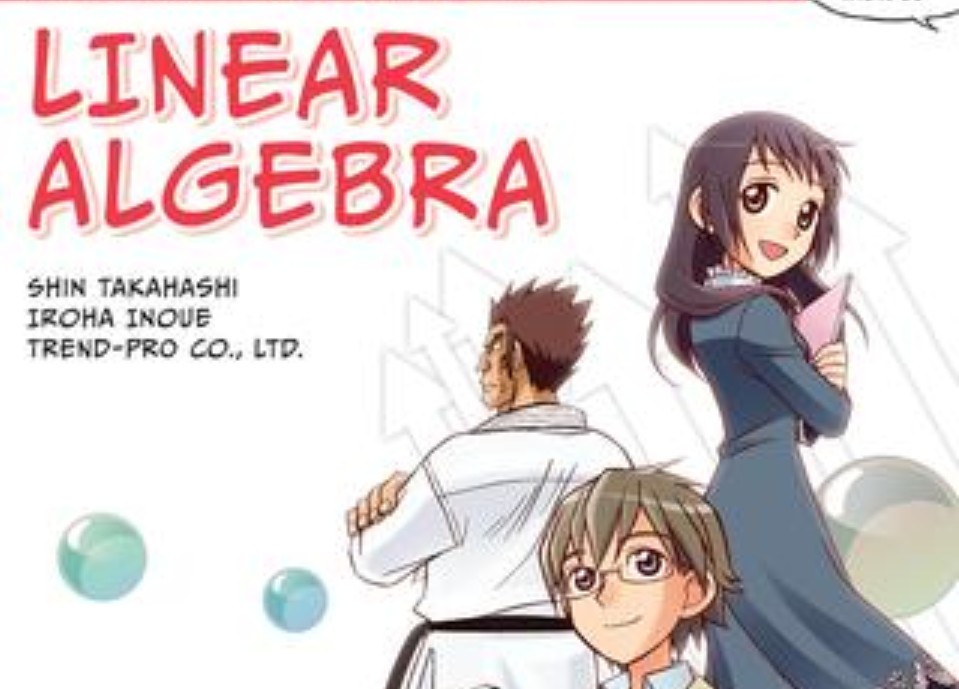 LINEAR
ALGEBRA
SHIN TAKAHASHI
IROHA INOUE
TREND-PRO CO., LTD.